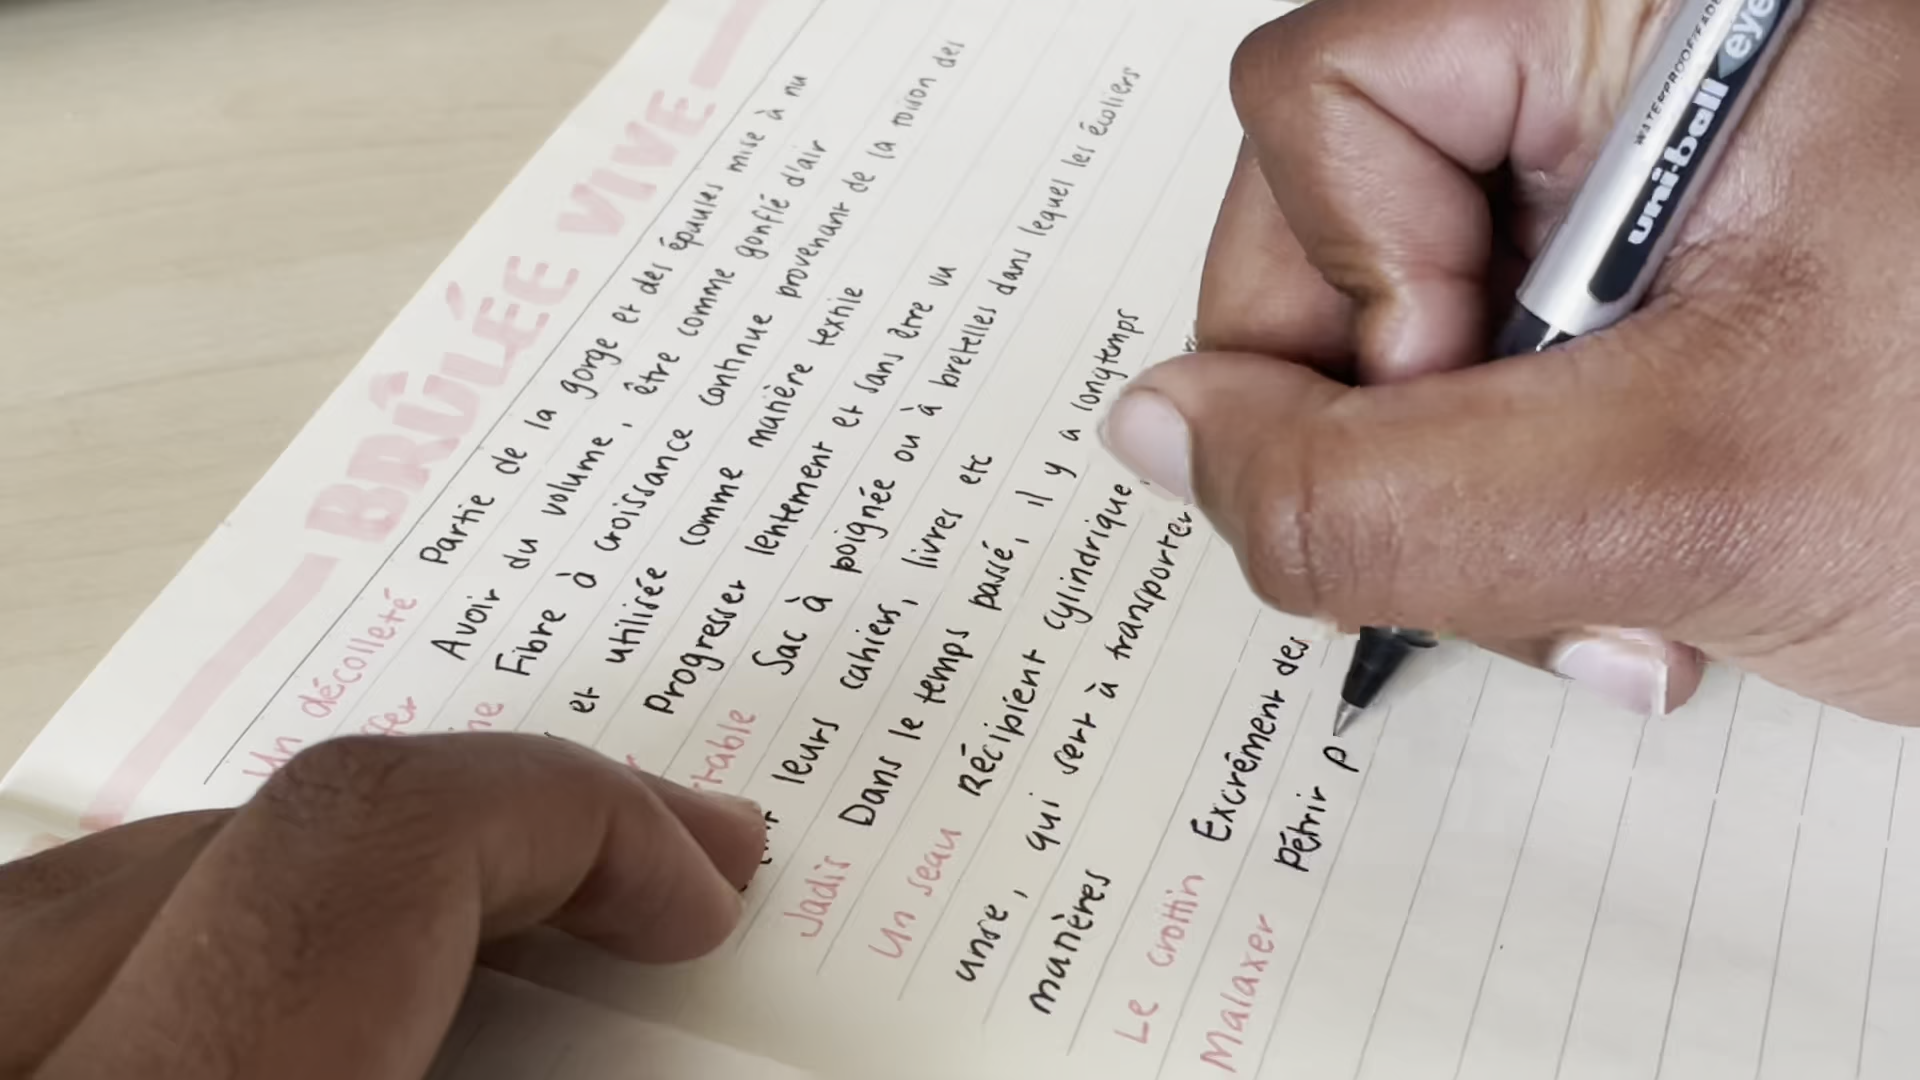 BRÛLÉE VIVE
Un décolleté Partie de la gorge et des épaules mise à nu
Avoir du volume, être comme gonflé d'air
Fibre à croissance continue provenant de la toison des
et utilisée comme matière textile
Progresser lentement et sans être vu
Sac à poignée ou à bretelles dans lequel les écoliers
leurs cahiers, livres etc
Jadis Dans le temps passé, il y a longtemps
Un seau Récipient cylindrique,
anse, qui sert à transporter
matières
Le crottin Excrêment des
Malaxer Pétrir p
uni-ball eye